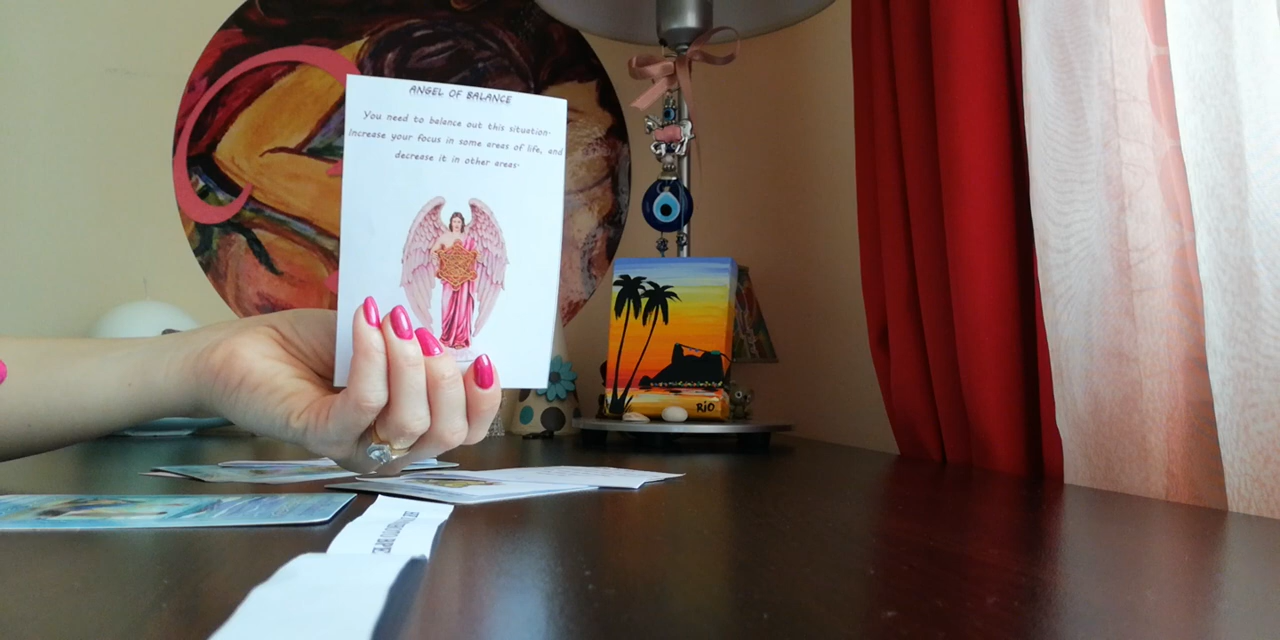 ANGEL OF BALANCE
You need to balance out this situation.
Increase your focus in some areas of life, and
decrease it in other areas.
RIO